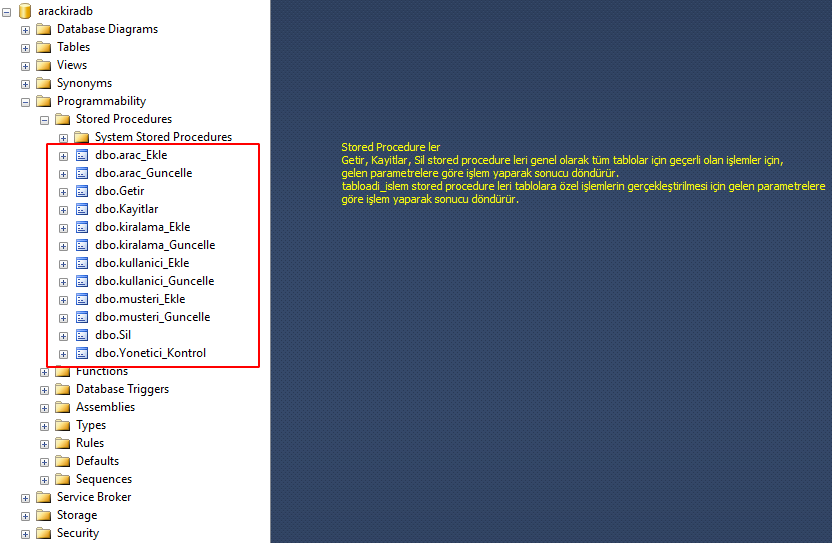 arackiradb
Database Diagrams
Tables
Views
Synonyms
Programmability
Stored Procedures
System Stored Procedures
dbo.arac_Ekle
dbo.arac_Guncelle
dbo.Getir
dbo.Kayitlar
dbo.kiralama_Ekle
dbo.kiralama_Guncelle
dbo.kullanici_Ekle
dbo.kullanici_Guncelle
dbo.musteri_Ekle
dbo.musteri_Guncelle
dbo.Sil
dbo.Yonetici_Kontrol
Functions
Database Triggers
Assemblies
Types
Rules
Defaults
Sequences
Service Broker
Storage
Security
Stored Procedure ler
Getir, Kayitlar, Sil stored procedure leri genel olarak tüm tablolar için geçerli olan işlemler için,
gelen parametrelere göre işlem yaparak sonucu döndürür.
tabloadi_islem stored procedure leri tablolara özel işlemlerin gerçekleştirilmesi için gelen parametrelere
göre işlem yaparak sonucu döndürür.